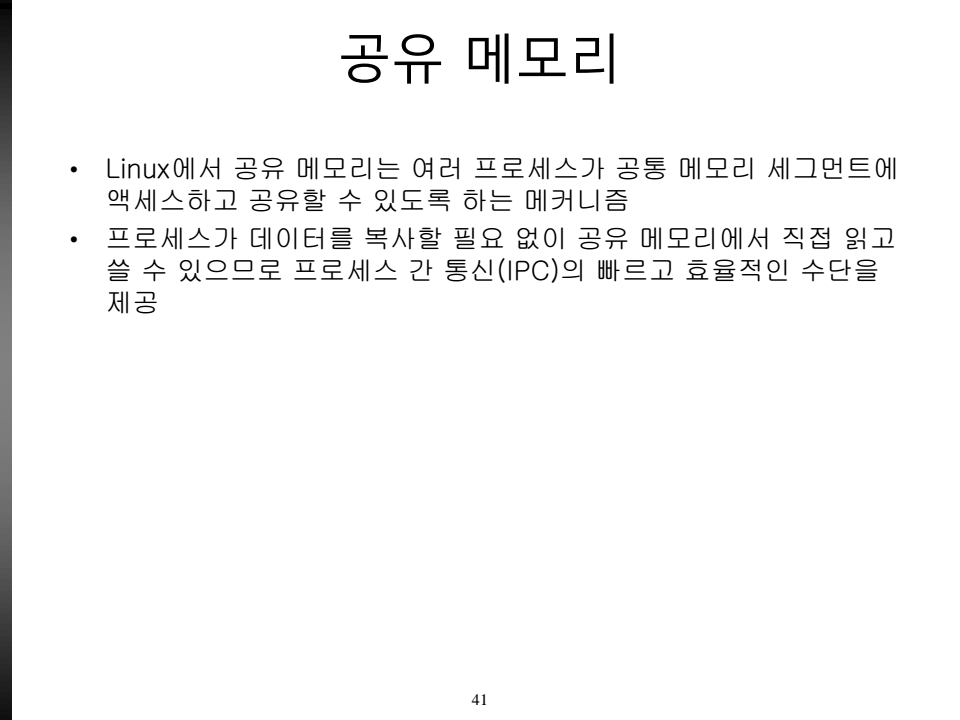 공유 메모리
• Linux에서 공유 메모리는 여러 프로세스가 공통 메모리 세그먼트에
액세스하고 공유할 수 있도록 하는 메커니즘
• 프로세스가 데이터를 복사할 필요 없이 공유 메모리에서 직접 읽고
쓸 수 있으므로 프로세스 간 통신(IPC)의 빠르고 효율적인 수단을
제공
41